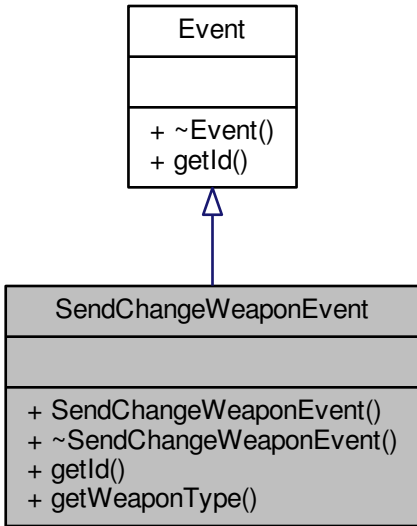 Event
+ ~Event()
+ getId()
SendChangeWeaponEvent
+ SendChangeWeaponEvent()
+ ~SendChangeWeaponEvent()
+ getId()
+ getWeaponType()